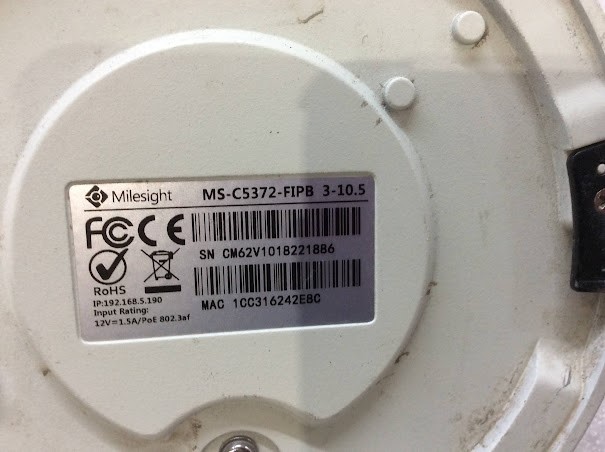 Milesight MS-C5372-FIPB 3-10.5
FC CE
SN CM62V1018221886
RoHS
MAC 1CC316242E8C
IP:192.168.5.190
Input Rating:
12V⎓1.5A/PoE 802.3af